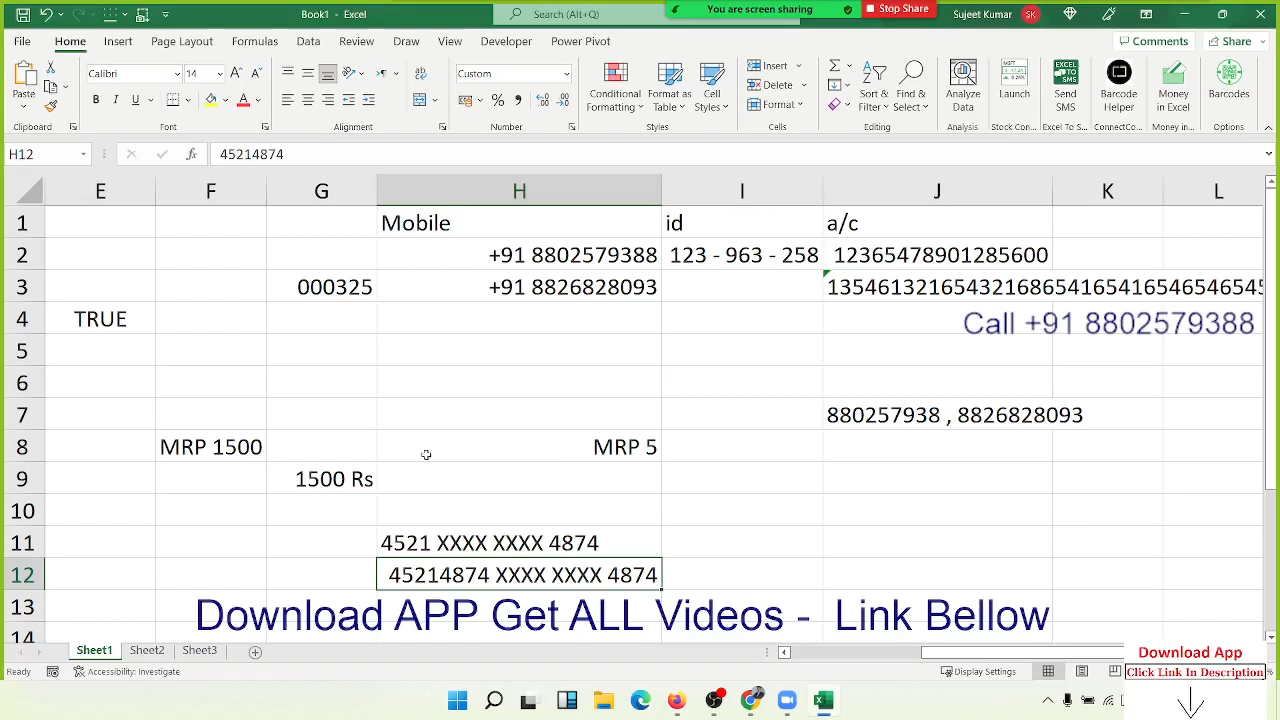 Book1 - Excel
Search (Alt+Q)
You are screen sharing
Stop Share
Sujeet Kumar
SK
File Home Insert Page Layout Formulas Data Review View Developer Power Pivot
Comments Share
Paste
Calibri 14
Custom
Conditional Formatting
Format as Table
Cell Styles
Insert
Delete
Format
Sort & Filter
Find & Select
Analyze Data
Launch
Send SMS
Barcode Helper
Money in Excel
Barcodes
Clipboard Font Alignment Number Styles Cells Editing Analysis Stock Con... Excel To S... ConnectCo... Money in... Options
H12 fx 45214874
E F G H I J K L
1 Mobile id a/c
2 +91 8802579388 123 - 963 - 258 12365478901285600
3 000325 +91 8826828093
4 TRUE
Call +91 8802579388
5
6
7 880257938 , 8826828093
8 MRP 1500 MRP 5
9 1500 Rs
10
11 4521 XXXX XXXX 4874
12 45214874 XXXX XXXX 4874
13
Download APP Get ALL Videos - Link Bellow
14
Sheet1 Sheet2 Sheet3
Download App
Ready Accessibility: Investigate Display Settings
Click Link In Description